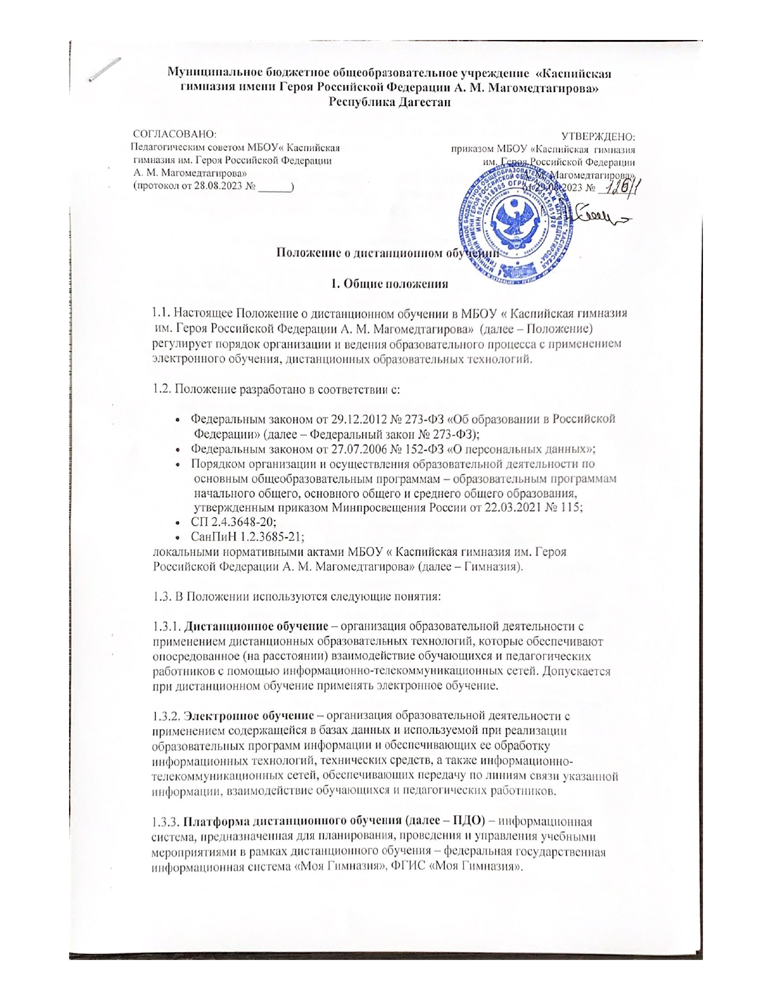 Муниципальное бюджетное общеобразовательное учреждение «Каспийская
гимназия имени Героя Российской Федерации А. М. Магомедтагирова»
Республика Дагестан
СОГЛАСОВАНО:
Педагогическим советом МБОУ« Каспийская
гимназия им. Героя Российской Федерации
А. М. Магомедтагирова»
(протокол от 28.08.2023 № ______)
УТВЕРЖДЕНО:
приказом МБОУ «Каспийская гимназия
им. Героя Российской Федерации
А. М. Магомедтагирова»
от 29.08.2023 № 126/1
Положение о дистанционном обучении
1. Общие положения
1.1. Настоящее Положение о дистанционном обучении в МБОУ « Каспийская гимназия
им. Героя Российской Федерации А. М. Магомедтагирова» (далее – Положение)
регулирует порядок организации и ведения образовательного процесса с применением
электронного обучения, дистанционных образовательных технологий.
1.2. Положение разработано в соответствии с:
• Федеральным законом от 29.12.2012 № 273-ФЗ «Об образовании в Российской
Федерации» (далее – Федеральный закон № 273-ФЗ);
• Федеральным законом от 27.07.2006 № 152-ФЗ «О персональных данных»;
• Порядком организации и осуществления образовательной деятельности по
основным общеобразовательным программам – образовательным программам
начального общего, основного общего и среднего общего образования,
утвержденным приказом Минпросвещения России от 22.03.2021 № 115;
• СП 2.4.3648-20;
• СанПиН 1.2.3685-21;
локальными нормативными актами МБОУ « Каспийская гимназия им. Героя
Российской Федерации А. М. Магомедтагирова» (далее – Гимназия).
1.3. В Положении используются следующие понятия:
1.3.1. Дистанционное обучение – организация образовательной деятельности с
применением дистанционных образовательных технологий, которые обеспечивают
опосредованное (на расстоянии) взаимодействие обучающихся и педагогических
работников с помощью информационно-телекоммуникационных сетей. Допускается
при дистанционном обучение применять электронное обучение.
1.3.2. Электронное обучение – организация образовательной деятельности с
применением содержащейся в базах данных и используемой при реализации
образовательных программ информации и обеспечивающих ее обработку
информационных технологий, технических средств, а также информационно-
телекоммуникационных сетей, обеспечивающих передачу по линиям связи указанной
информации, взаимодействие обучающихся и педагогических работников.
1.3.3. Платформа дистанционного обучения (далее – ПДО) – информационная
система, предназначенная для планирования, проведения и управления учебными
мероприятиями в рамках дистанционного обучения – федеральная государственная
информационная система «Моя Гимназия», ФГИС «Моя Гимназия».